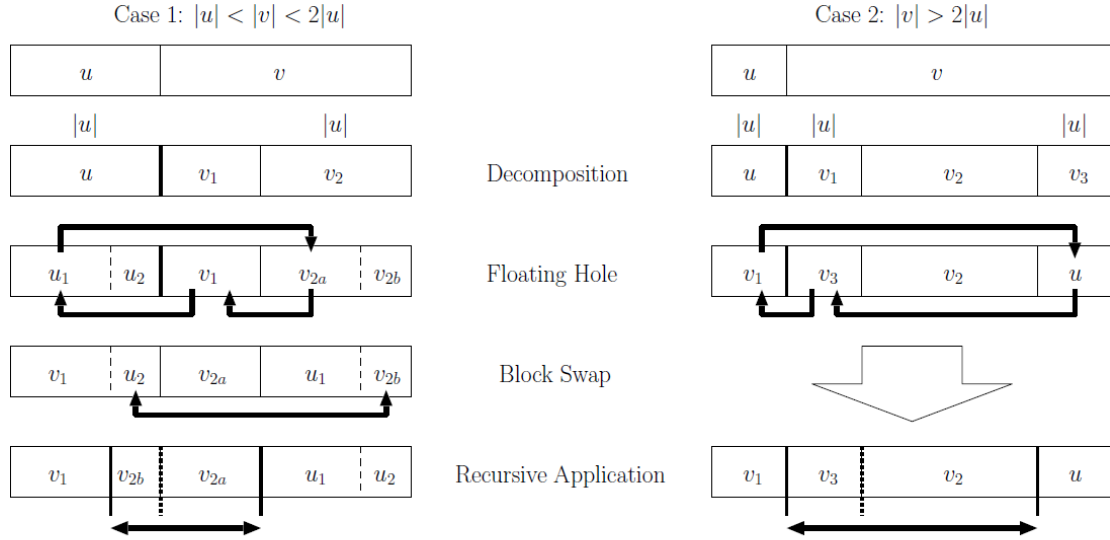 Case 1: |u| < |v| < 2|u| Case 2: |v| > 2|u|
u v u v
|u| |u| |u| |u| |u|
u v₁ v₂ Decomposition u v₁ v₂ v₃
u₁ u₂ v₁ v₂ₐ v₂b Floating Hole v₁ v₃ v₂ u
v₁ u₂ v₂ₐ u₁ v₂b Block Swap
v₁ v₂b v₂ₐ u₁ u₂ Recursive Application v₁ v₃ v₂ u